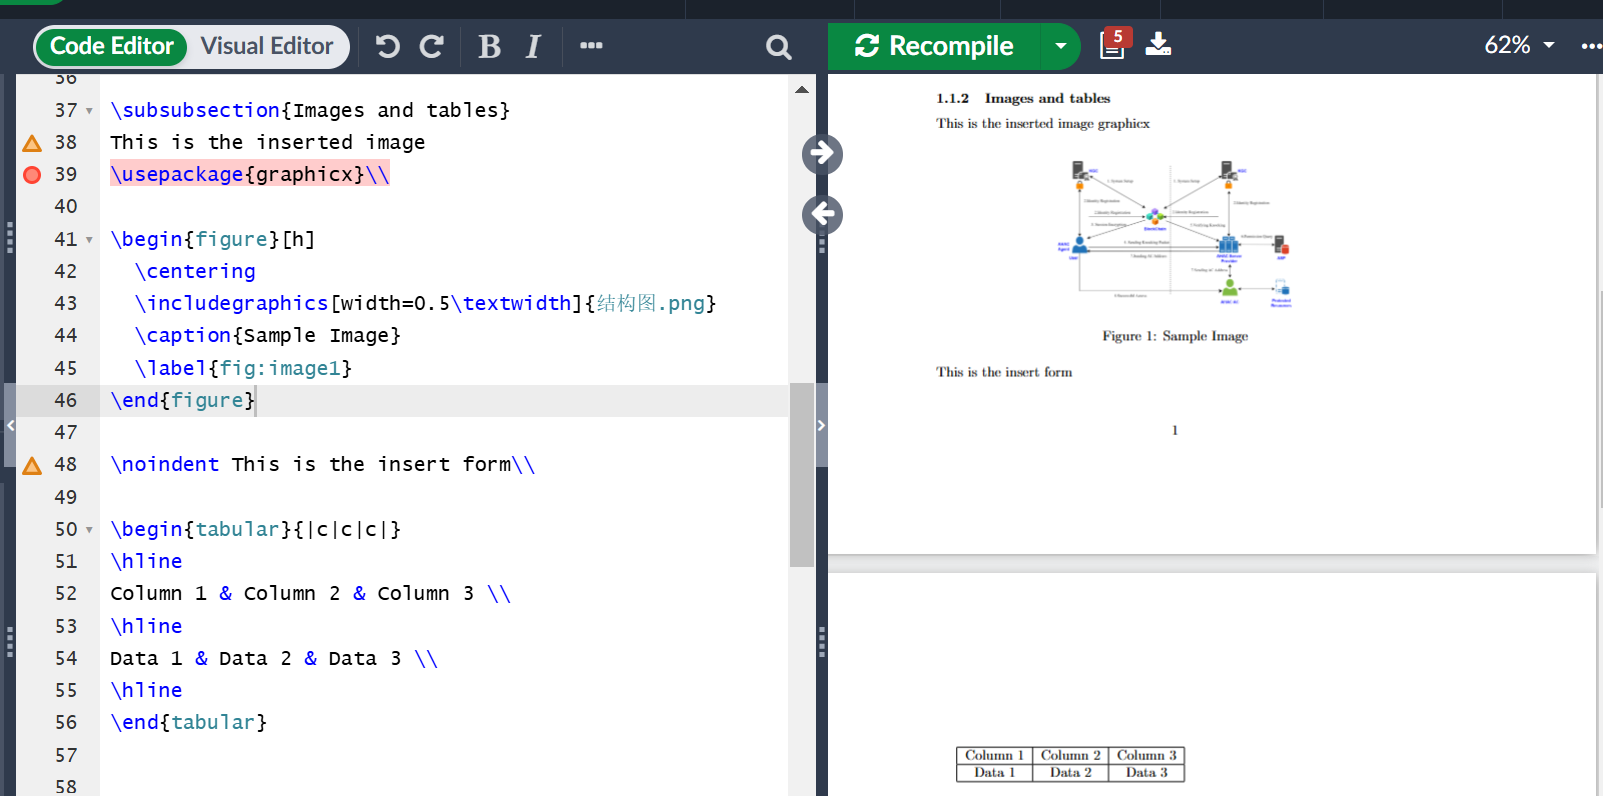 Code Editor Visual Editor B I
Recompile 5 62%
36
37 \subsubsection{Images and tables}
38 This is the inserted image
39 \usepackage{graphicx}\\
40
41 \begin{figure}[h]
42 \centering
43 \includegraphics[width=0.5\textwidth]{结构图.png}
44 \caption{Sample Image}
45 \label{fig:image1}
46 \end{figure}
47
48 \noindent This is the insert form\\
49
50 \begin{tabular}{|c|c|c|}
51 \hline
52 Column 1 & Column 2 & Column 3 \\
53 \hline
54 Data 1 & Data 2 & Data 3 \\
55 \hline
56 \end{tabular}
57
58
1.1.2 Images and tables
This is the inserted image graphicx
Figure 1: Sample Image
This is the insert form
1
Column 1 Column 2 Column 3
Data 1 Data 2 Data 3